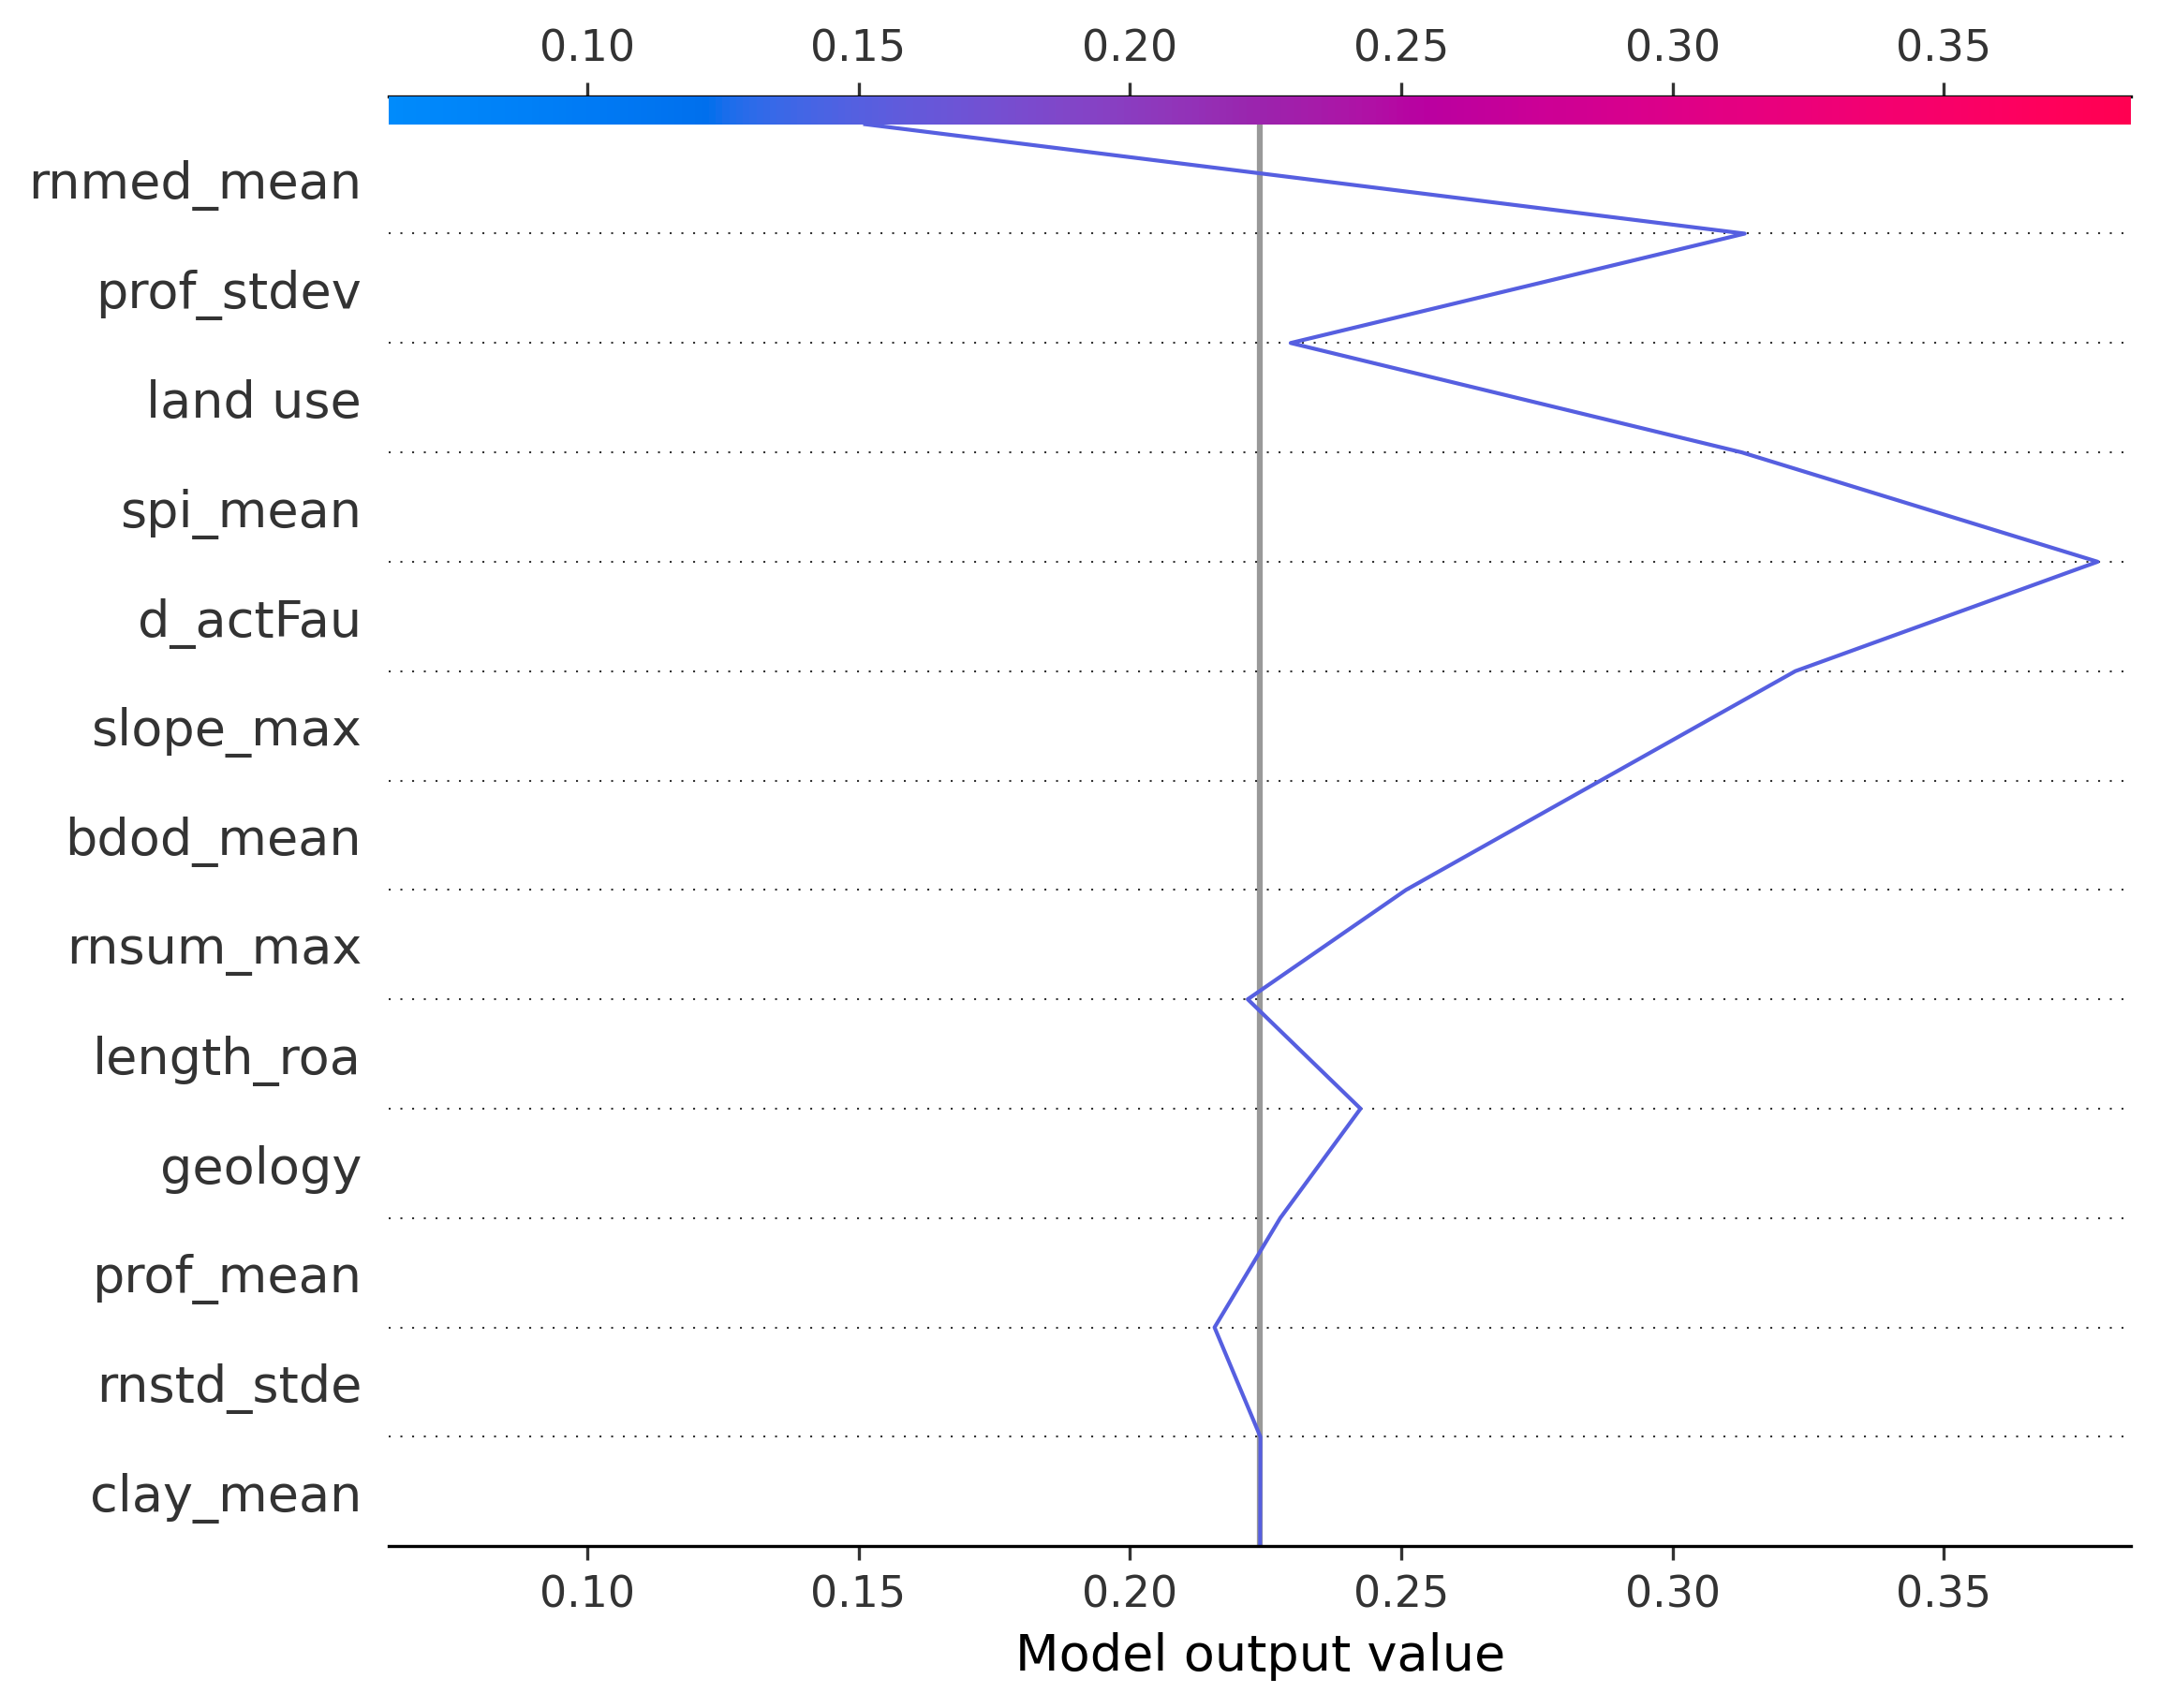 0.10 0.15 0.20 0.25 0.30 0.35
rnmed_mean
prof_stdev
land use
spi_mean
d_actFau
slope_max
bdod_mean
rnsum_max
length_roa
geology
prof_mean
rnstd_stde
clay_mean
0.10 0.15 0.20 0.25 0.30 0.35
Model output value